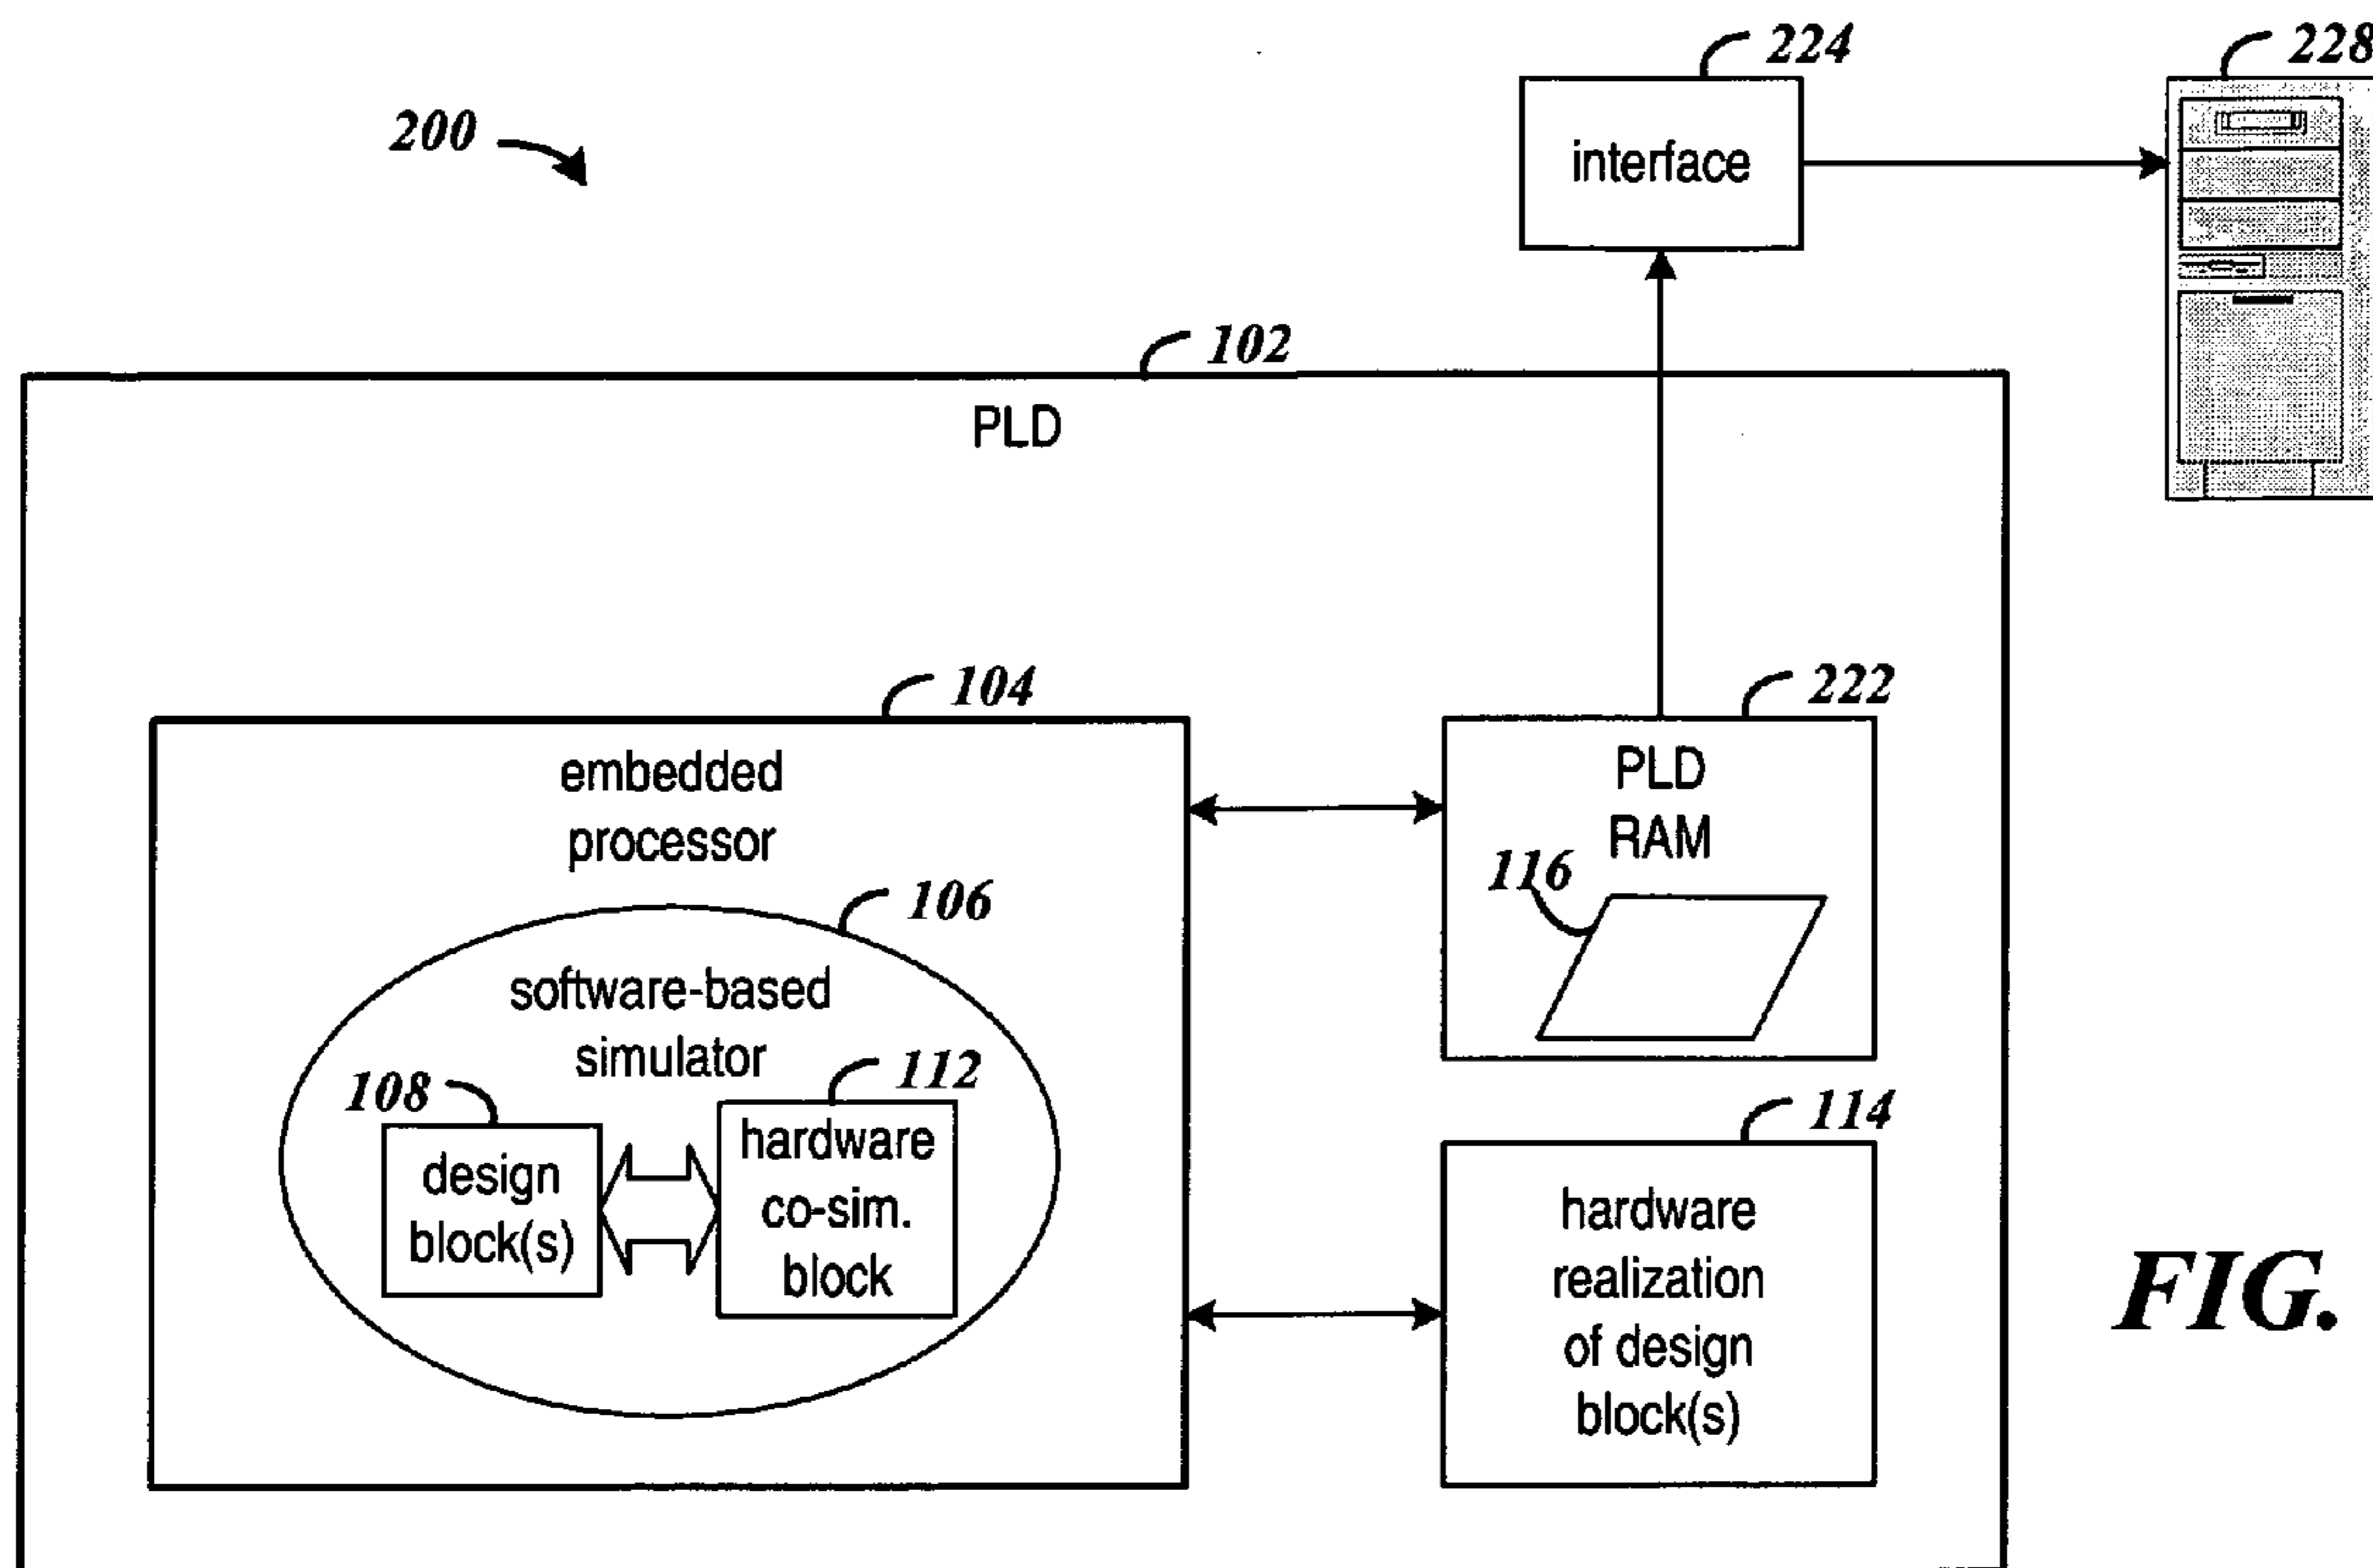 224
228
200
interface
102
PLD
104
222
embedded
processor
PLD
RAM
116
106
software-based
simulator
108
112
114
design
block(s)
hardware
co-sim.
block
hardware
realization
of design
block(s)
FIG.